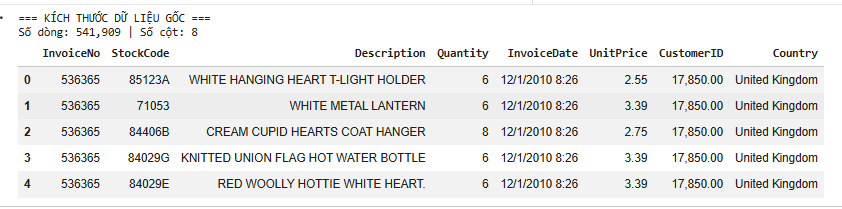 === KÍCH THƯỚC DỮ LIỆU GỐC ===
Số dòng: 541,909 | Số cột: 8
InvoiceNo StockCode Description Quantity InvoiceDate UnitPrice CustomerID Country
0 536365 85123A WHITE HANGING HEART T-LIGHT HOLDER 6 12/1/2010 8:26 2.55 17,850.00 United Kingdom
1 536365 71053 WHITE METAL LANTERN 6 12/1/2010 8:26 3.39 17,850.00 United Kingdom
2 536365 84406B CREAM CUPID HEARTS COAT HANGER 8 12/1/2010 8:26 2.75 17,850.00 United Kingdom
3 536365 84029G KNITTED UNION FLAG HOT WATER BOTTLE 6 12/1/2010 8:26 3.39 17,850.00 United Kingdom
4 536365 84029E RED WOOLLY HOTTIE WHITE HEART. 6 12/1/2010 8:26 3.39 17,850.00 United Kingdom